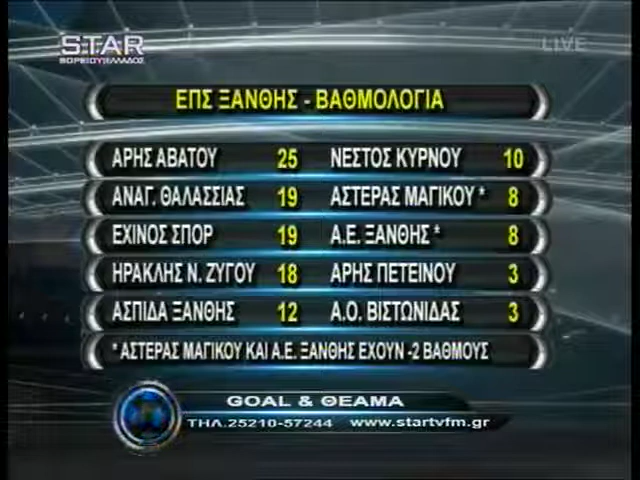 STAR
ΒΟΡΕΙΟΥ ΕΛΛΑΔΟΣ
LIVE
ΕΠΣ ΞΑΝΘΗΣ - ΒΑΘΜΟΛΟΓΙΑ
ΑΡΗΣ ΑΒΑΤΟΥ 25 ΝΕΣΤΟΣ ΚΥΡΝΟΥ 10
ΑΝΑΓ. ΘΑΛΑΣΣΙΑΣ 19 ΑΣΤΕΡΑΣ ΜΑΓΙΚΟΥ * 8
ΕΧΙΝΟΣ ΣΠΟΡ 19 Α.Ε. ΞΑΝΘΗΣ * 8
ΗΡΑΚΛΗΣ Ν. ΖΥΓΟΥ 18 ΑΡΗΣ ΠΕΤΕΙΝΟΥ 3
ΑΣΠΙΔΑ ΞΑΝΘΗΣ 12 Α.Ο. ΒΙΣΤΩΝΙΔΑΣ 3
* ΑΣΤΕΡΑΣ ΜΑΓΙΚΟΥ ΚΑΙ Α.Ε. ΞΑΝΘΗΣ ΕΧΟΥΝ -2 ΒΑΘΜΟΥΣ
GOAL & ΘΕΑΜΑ
ΤΗΛ.25210-57244 www.startvfm.gr